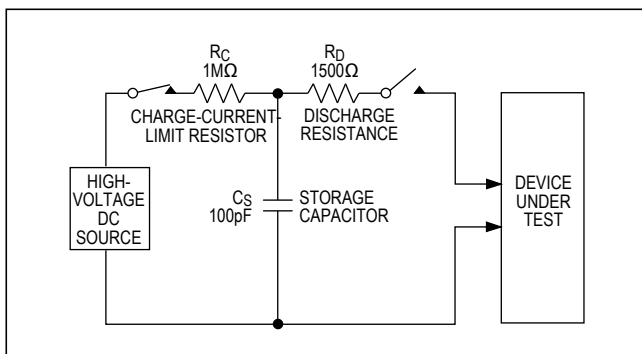 RC
1MΩ
CHARGE-CURRENT-
LIMIT RESISTOR
RD
1500Ω
DISCHARGE
RESISTANCE
HIGH-
VOLTAGE
DC
SOURCE
CS
100pF
STORAGE
CAPACITOR
DEVICE
UNDER
TEST